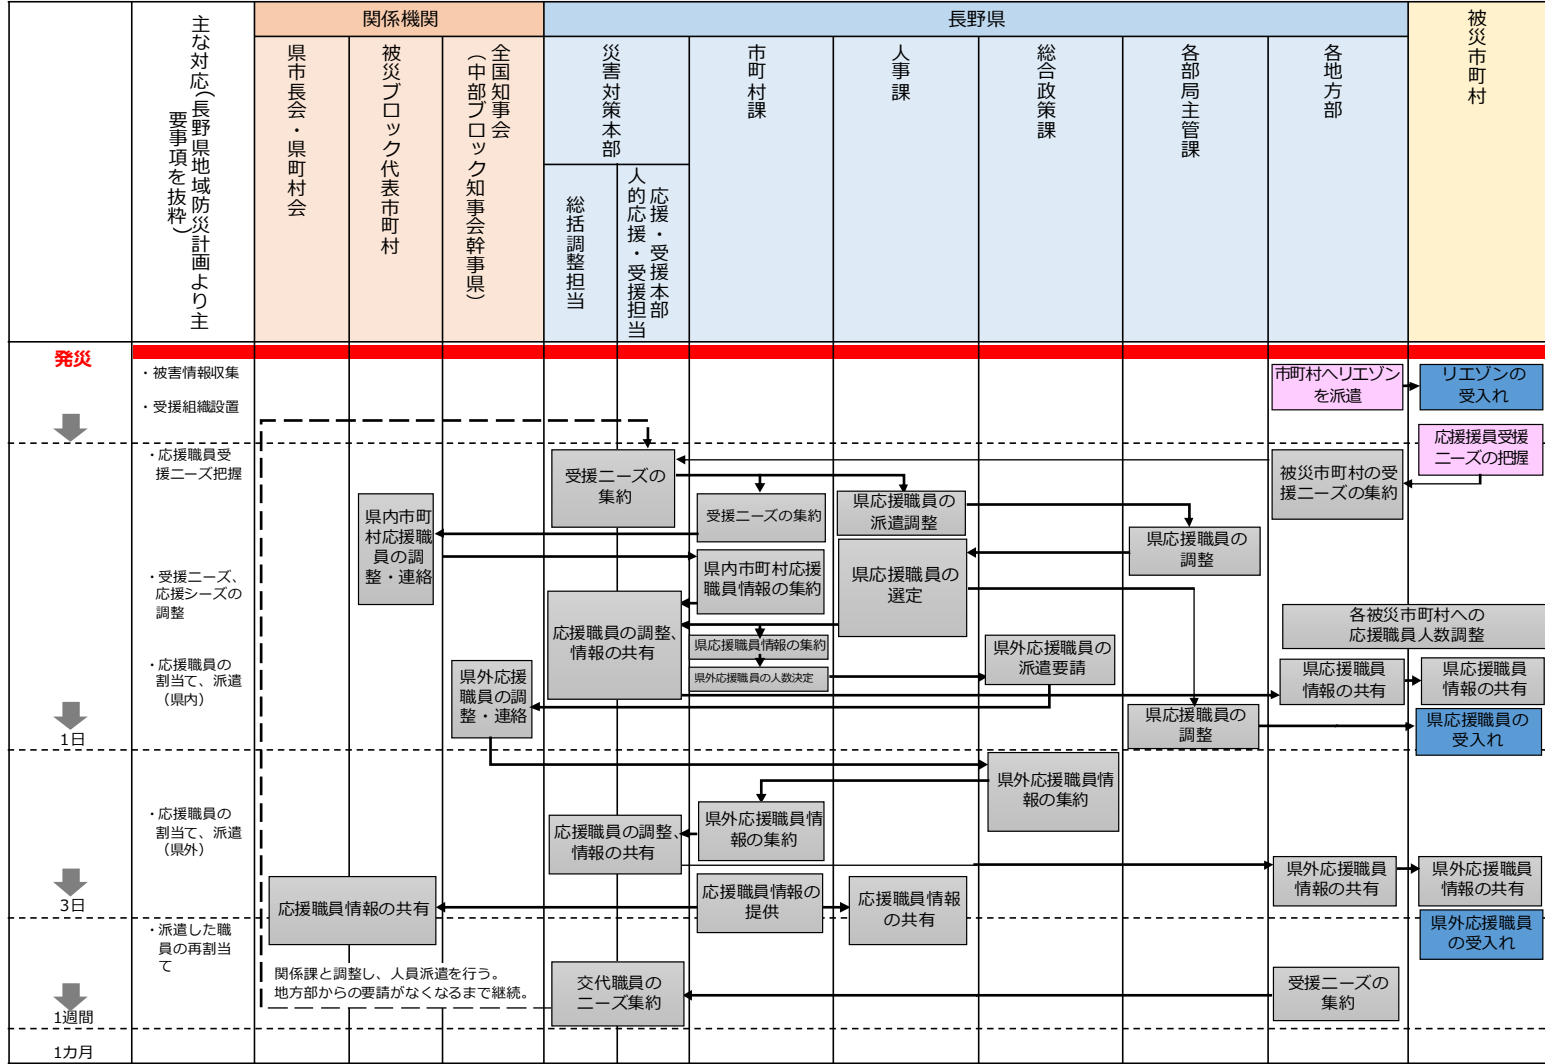 主な対応(長野県地域防災計画より主
要事項を抜粋)
関係機関
長野県
被災市町村
県市長会・県町村会
被災ブロック代表市町村
全国知事会
(中部ブロック知事会幹事県)
災害対策本部
総括調整担当
応援・受援本部
人的応援・受援担当
市町村課
人事課
総合政策課
各部局主管課
各地方部
発災
・被害情報収集
・受援組織設置
市町村へリエゾン
を派遣
リエゾンの
受入れ
・応援職員受
援ニーズ把握
応援援員受援
ニーズの把握
受援ニーズの
集約
被災市町村の受
援ニーズの集約
受援ニーズの集約
県応援職員の
派遣調整
県内市町
村応援職
員の調
整・連絡
県応援職員の
調整
県内市町村応援
職員情報の集約
県応援職員の
選定
・受援ニーズ、
応援シーズの
調整
各被災市町村への
応援職員人数調整
応援職員の調整、
情報の共有
県応援職員情報の集約
県外応援職員の人数決定
県外応援職員の
派遣要請
・応援職員の
割当て、派遣
(県内)
県外応援
職員の調
整・連絡
県応援職員
情報の共有
県応援職員
情報の共有
県応援職員の
調整
県応援職員の
受入れ
1日
県外応援職員情
報の集約
・応援職員の
割当て、派遣
(県外)
県外応援職員情
報の集約
応援職員の調整、
情報の共有
県外応援職員
情報の共有
県外応援職員
情報の共有
3日
応援職員情報の共有
応援職員情報の
提供
応援職員情報
の共有
県外応援職員
の受入れ
・派遣した職
員の再割当
て
関係課と調整し、人員派遣を行う。
地方部からの要請がなくなるまで継続。
交代職員の
ニーズ集約
受援ニーズの
集約
1週間
1カ月